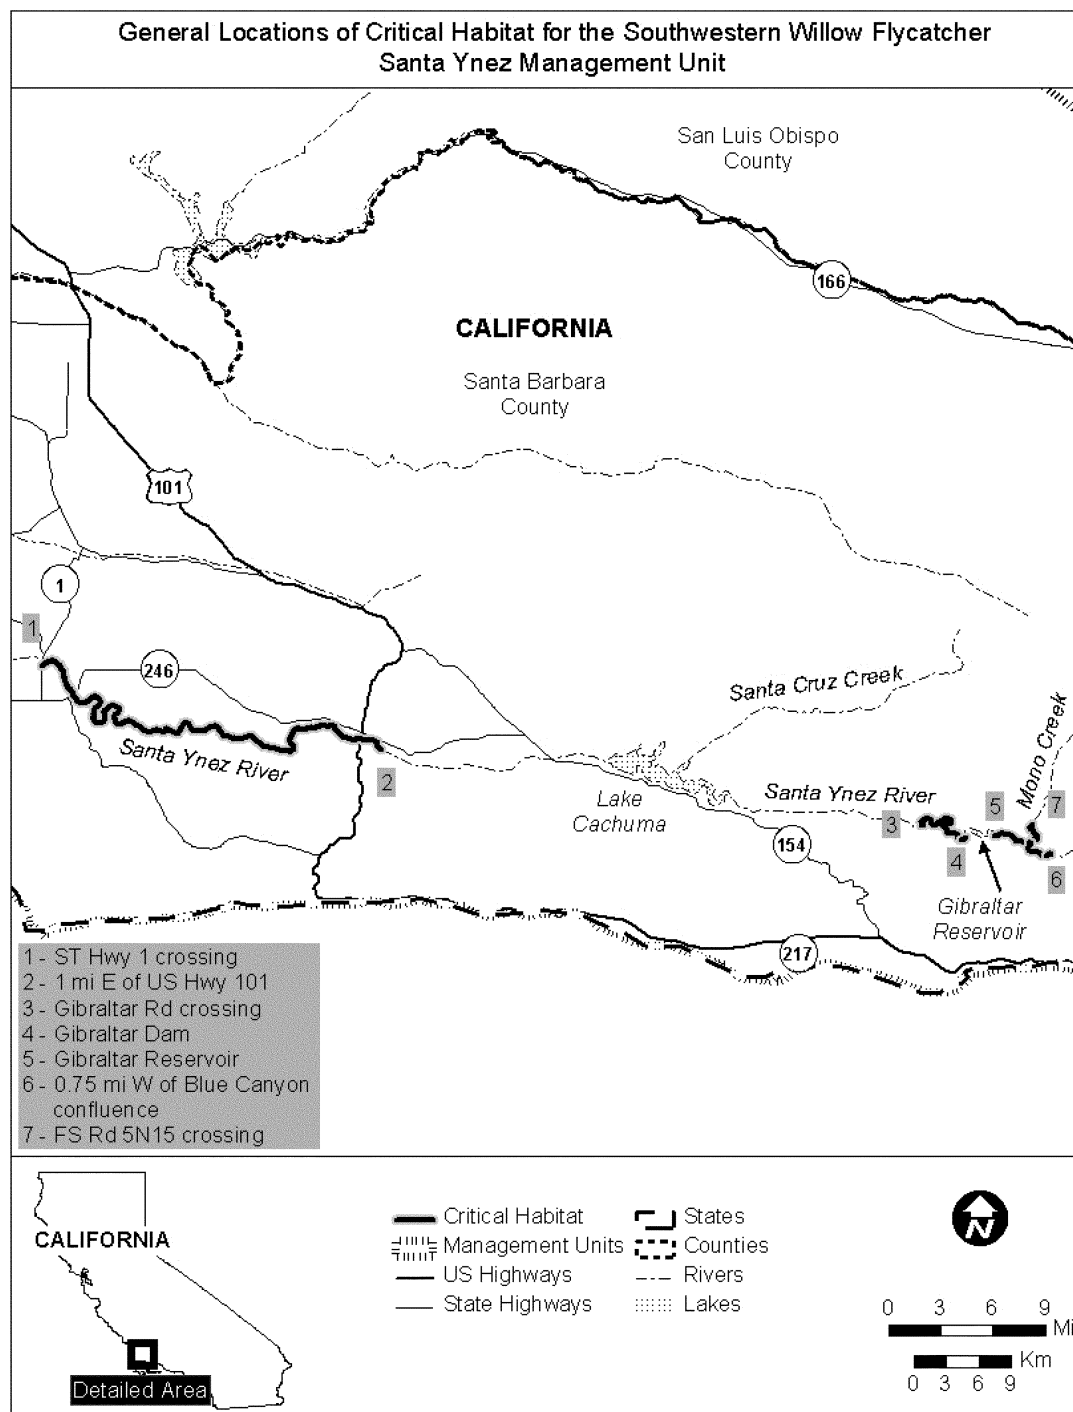 General Locations of Critical Habitat for the Southwestern Willow Flycatcher
Santa Ynez Management Unit
San Luis Obispo
County
166
CALIFORNIA
Santa Barbara
County
101
1
1
246
Santa Cruz Creek
Mono Creek
Santa Ynez River
2
Lake
Cachuma
Santa Ynez River
3
5
7
4
6
154
Gibraltar
Reservoir
217
1 - ST Hwy 1 crossing
2 - 1 mi E of US Hwy 101
3 - Gibraltar Rd crossing
4 - Gibraltar Dam
5 - Gibraltar Reservoir
6 - 0.75 mi W of Blue Canyon
confluence
7 - FS Rd 5N15 crossing
CALIFORNIA
Detailed Area
Critical Habitat
Management Units
US Highways
State Highways
States
Counties
Rivers
Lakes
N
0 3 6 9
Mi
Km
0 3 6 9